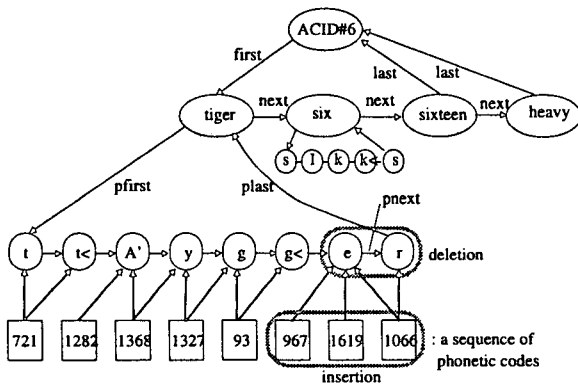 ACID#6
first
last
last
tiger
next
six
next
sixteen
next
heavy
s I k k< s
pfirst
plast
pnext
t t< A' y g g< e r
deletion
721 1282 1368 1327 93 967 1619 1066
: a sequence of
phonetic codes
insertion